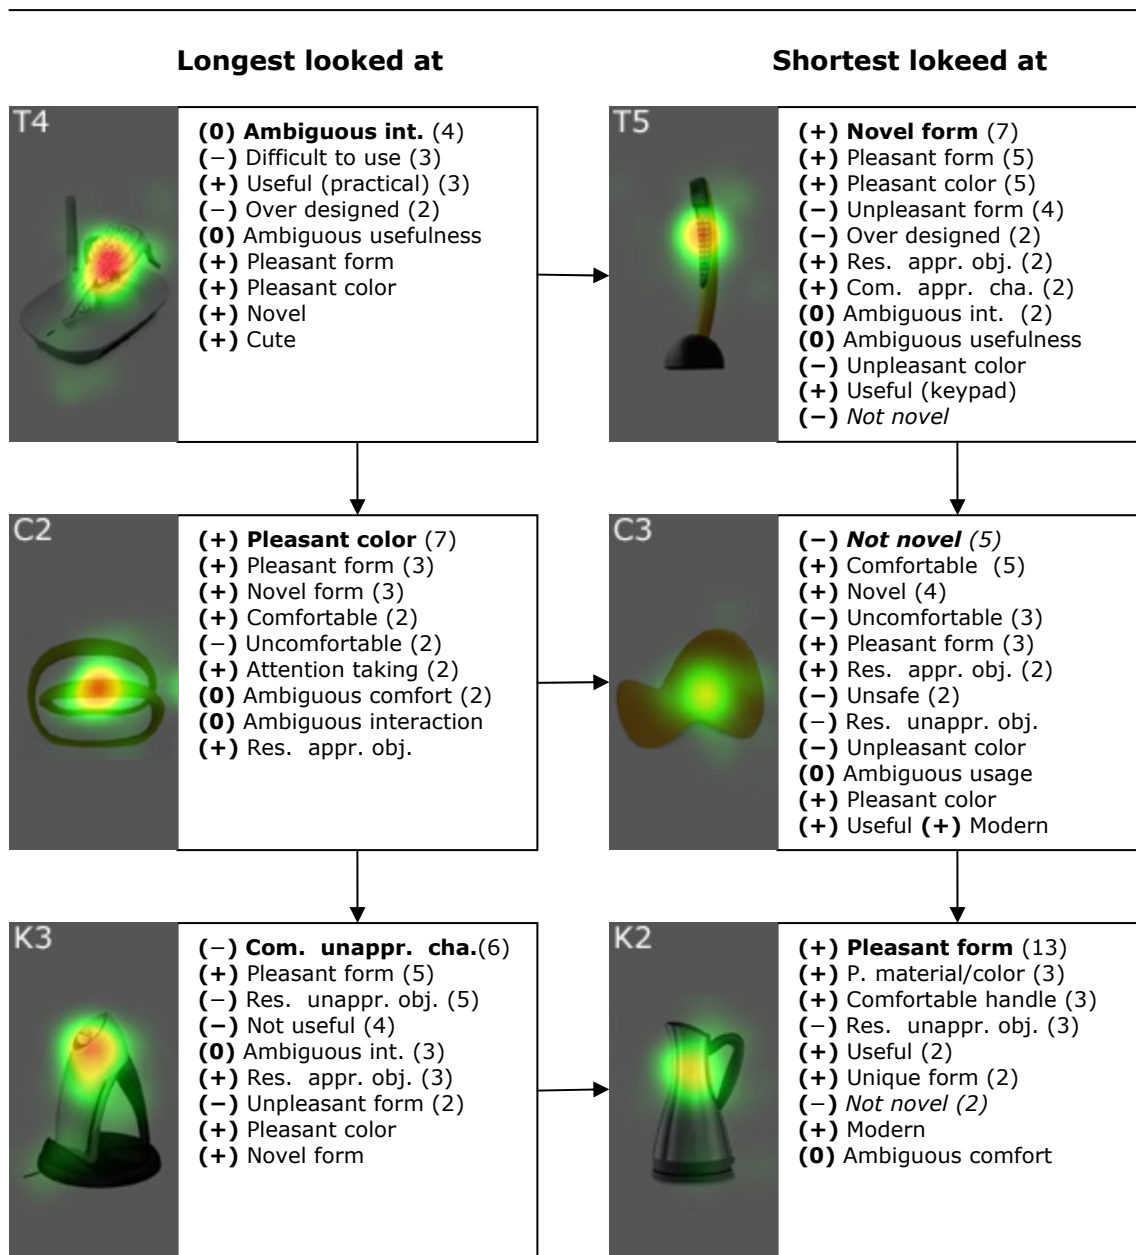 Longest looked at
Shortest lokeed at
T4
(0) Ambiguous int. (4)
(−) Difficult to use (3)
(+) Useful (practical) (3)
(−) Over designed (2)
(0) Ambiguous usefulness
(+) Pleasant form
(+) Pleasant color
(+) Novel
(+) Cute
T5
(+) Novel form (7)
(+) Pleasant form (5)
(+) Pleasant color (5)
(−) Unpleasant form (4)
(−) Over designed (2)
(+) Res. appr. obj. (2)
(+) Com. appr. cha. (2)
(0) Ambiguous int. (2)
(0) Ambiguous usefulness
(−) Unpleasant color
(+) Useful (keypad)
(−) Not novel
C2
(+) Pleasant color (7)
(+) Pleasant form (3)
(+) Novel form (3)
(+) Comfortable (2)
(−) Uncomfortable (2)
(+) Attention taking (2)
(0) Ambiguous comfort (2)
(0) Ambiguous interaction
(+) Res. appr. obj.
C3
(−) Not novel (5)
(+) Comfortable (5)
(+) Novel (4)
(−) Uncomfortable (3)
(+) Pleasant form (3)
(+) Res. appr. obj. (2)
(−) Unsafe (2)
(−) Res. unappr. obj.
(−) Unpleasant color
(0) Ambiguous usage
(+) Pleasant color
(+) Useful (+) Modern
K3
(−) Com. unappr. cha.(6)
(+) Pleasant form (5)
(−) Res. unappr. obj. (5)
(−) Not useful (4)
(0) Ambiguous int. (3)
(+) Res. appr. obj. (3)
(−) Unpleasant form (2)
(+) Pleasant color
(+) Novel form
K2
(+) Pleasant form (13)
(+) P. material/color (3)
(+) Comfortable handle (3)
(−) Res. unappr. obj. (3)
(+) Useful (2)
(+) Unique form (2)
(−) Not novel (2)
(+) Modern
(0) Ambiguous comfort